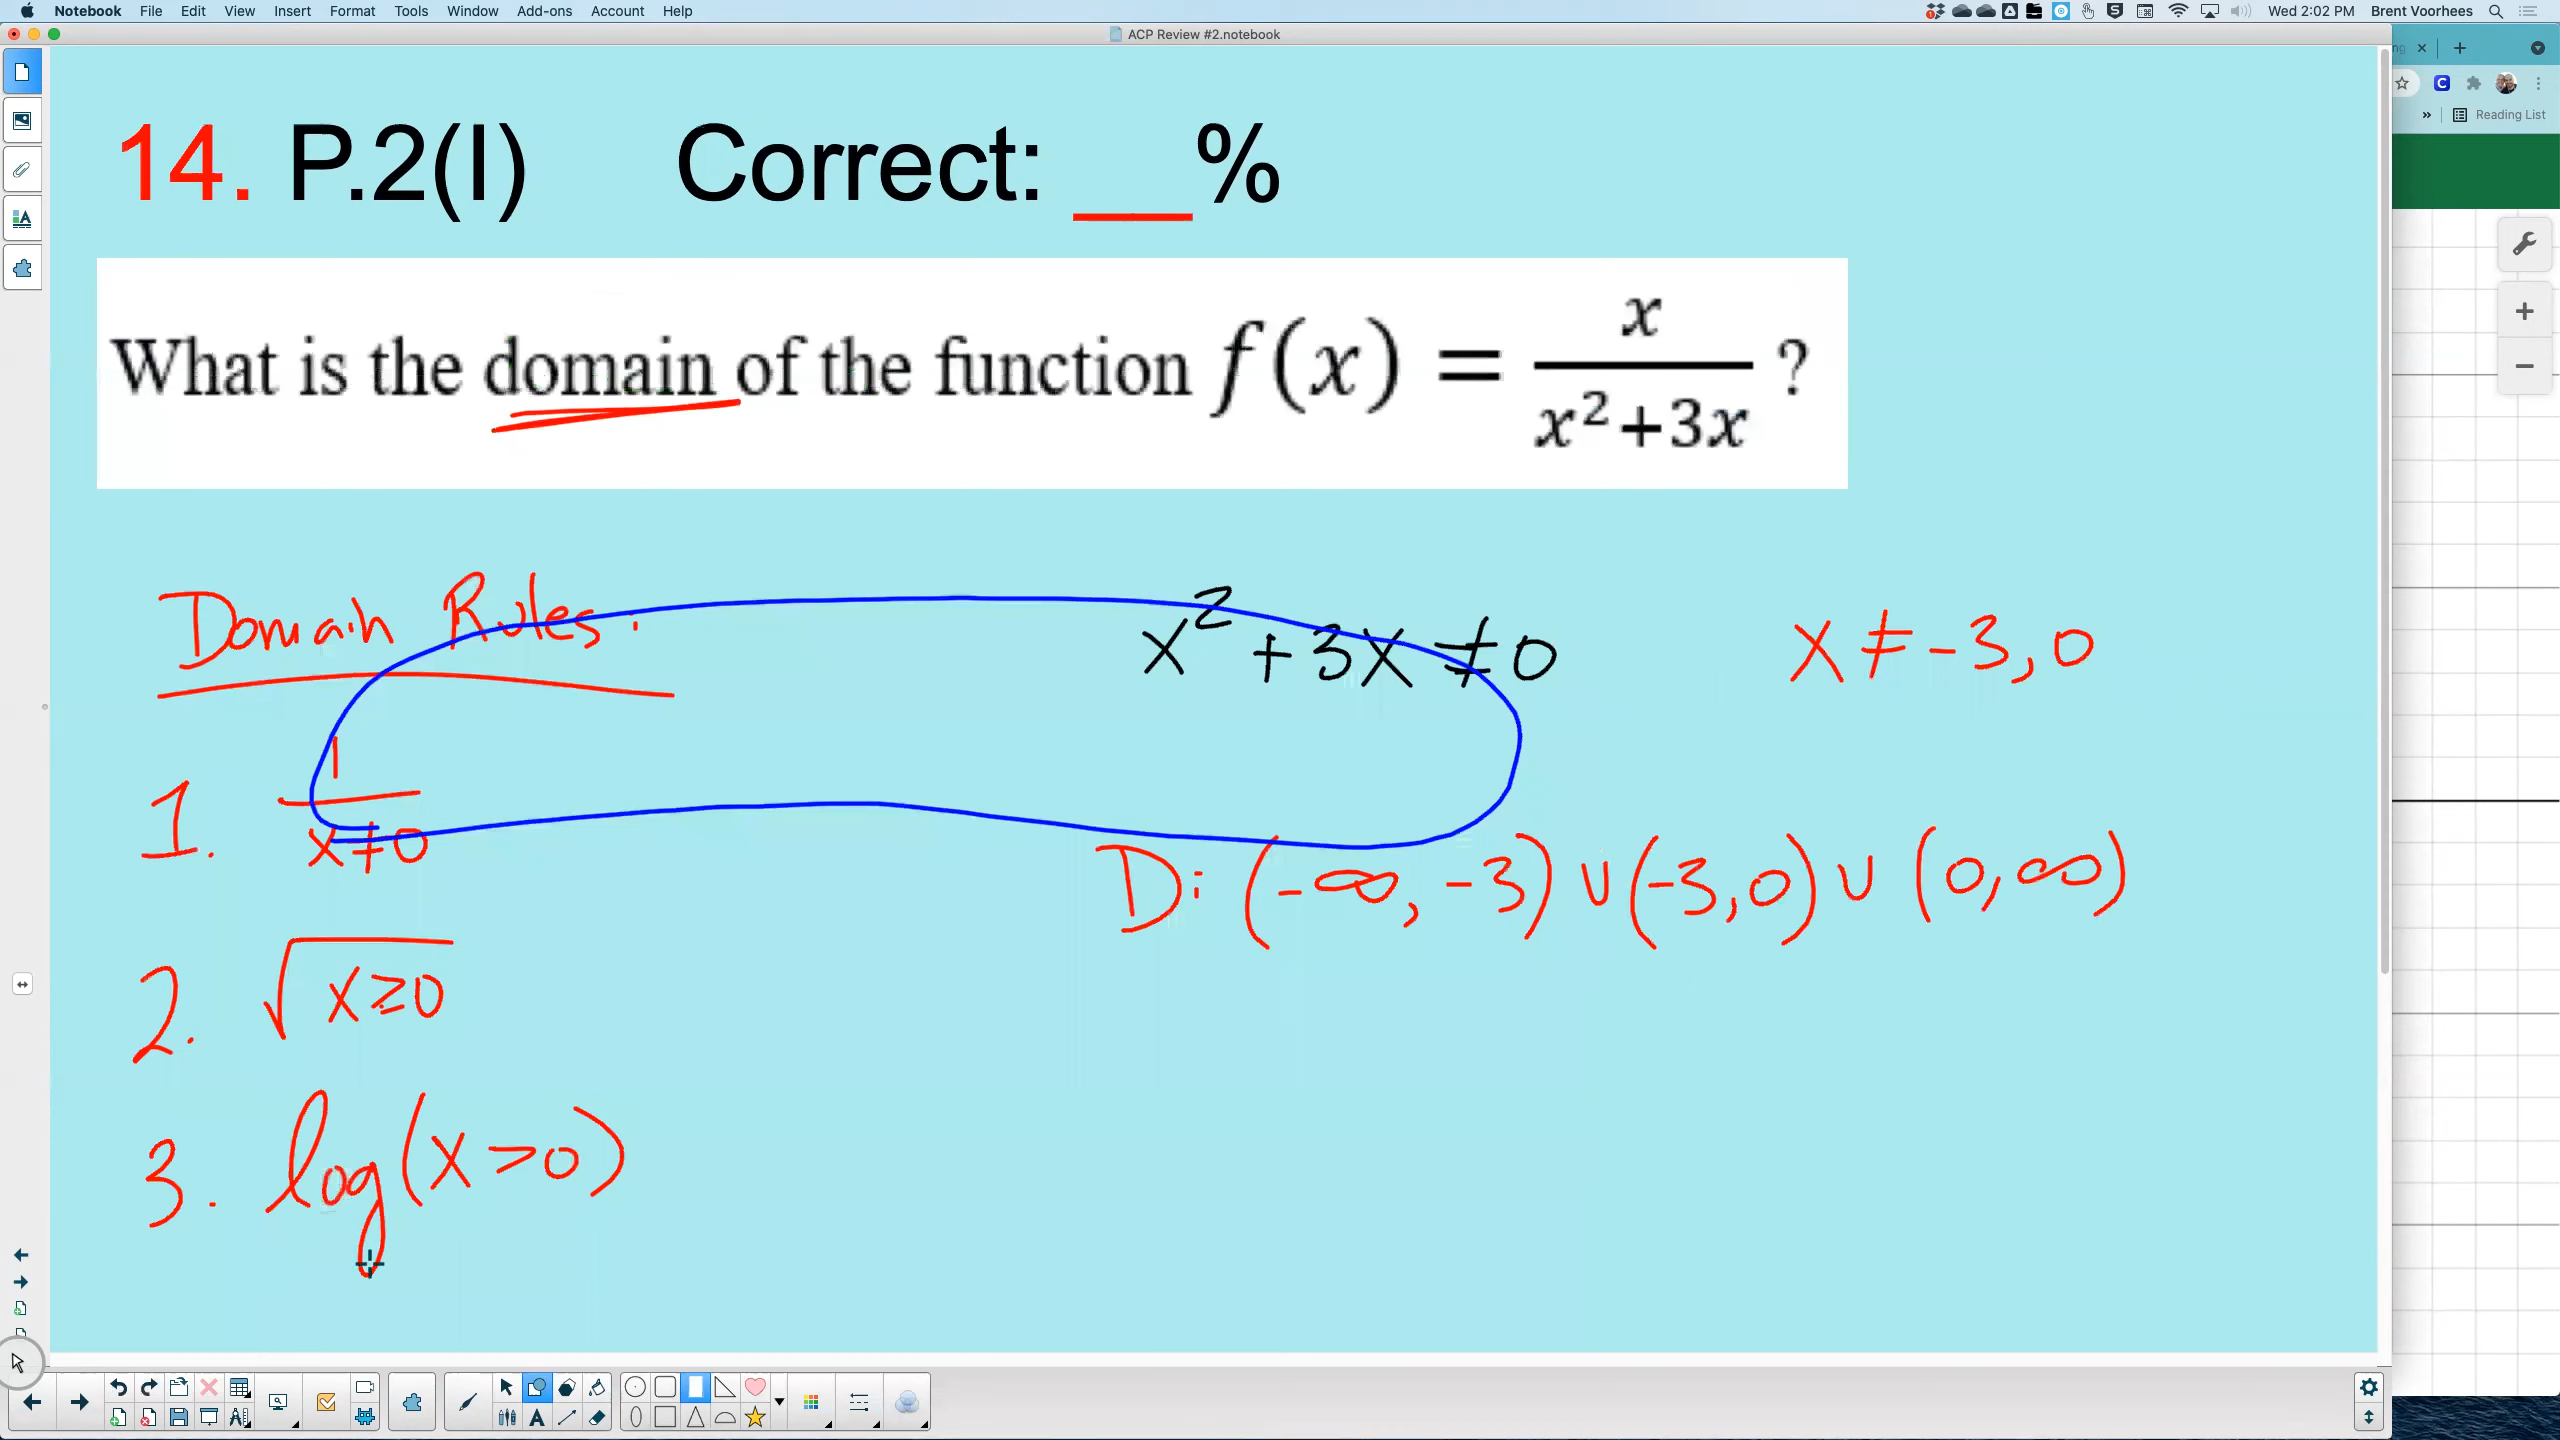 Notebook File Edit View Insert Format Tools Window Add-ons Account Help
Wed 2:02 PM Brent Voorhees
ACP Review #2.notebook
Reading List
14. P.2(I) Correct: ___%
What is the domain of the function f(x) = x/(x²+3x) ?
Domain Rules:
x² + 3x ≠ 0
x ≠ -3, 0
1. 1/(x≠0)
D: (-∞, -3) ∪ (-3, 0) ∪ (0, ∞)
2. √(x≥0)
3. log(x>0)